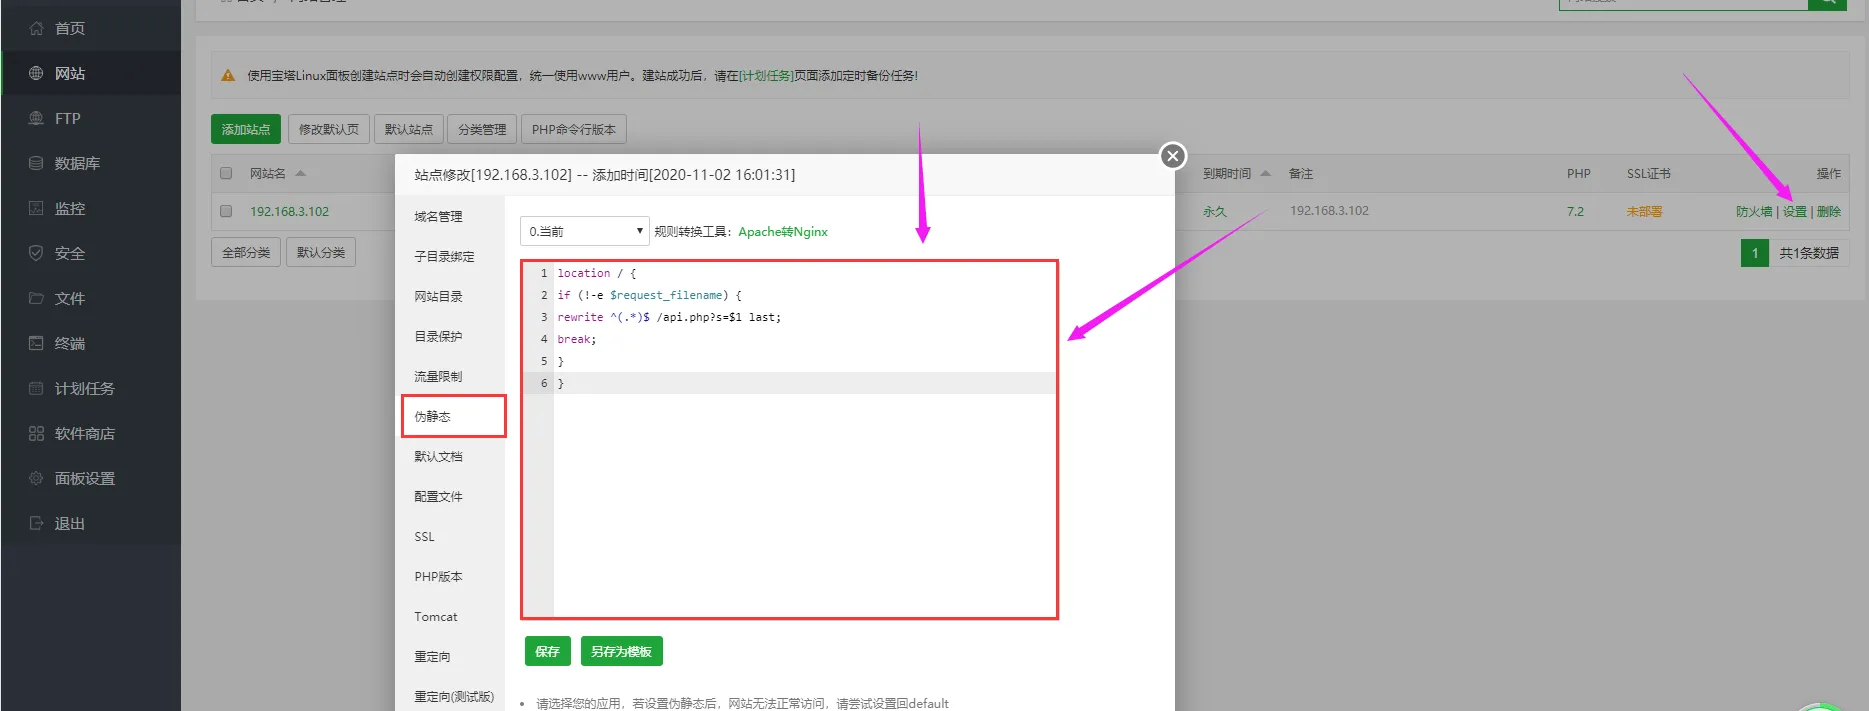 首页
网站
FTP
数据库
监控
安全
文件
终端
计划任务
软件商店
面板设置
退出
使用宝塔Linux面板创建站点时会自动创建权限配置，统一使用www用户。建站成功后，请在[计划任务]页面添加定时备份任务!
添加站点 修改默认页 默认站点 分类管理 PHP命令行版本
网站名 到期时间 备注 PHP SSL证书 操作
192.168.3.102 永久 192.168.3.102 7.2 未部署 防火墙 | 设置 | 删除
全部分类 默认分类 1 共1条数据
站点修改[192.168.3.102] -- 添加时间[2020-11-02 16:01:31]
域名管理
子目录绑定
网站目录
目录保护
流量限制
伪静态
默认文档
配置文件
SSL
PHP版本
Tomcat
重定向
重定向(测试版)
0.当前 规则转换工具：Apache转Nginx
1 location / {
2 if (!-e $request_filename) {
3 rewrite ^(.*)$ /api.php?s=$1 last;
4 break;
5 }
6 }
保存 另存为模板
请选择您的应用，若设置伪静态后，网站无法正常访问，请尝试设置回default